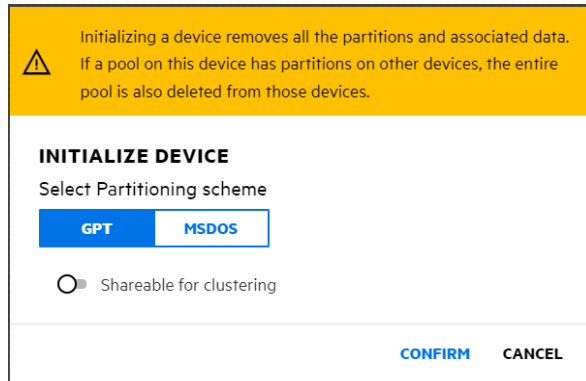 Initializing a device removes all the partitions and associated data.
If a pool on this device has partitions on other devices, the entire
pool is also deleted from those devices.
INITIALIZE DEVICE
Select Partitioning scheme
GPT MSDOS
Shareable for clustering
CONFIRM CANCEL